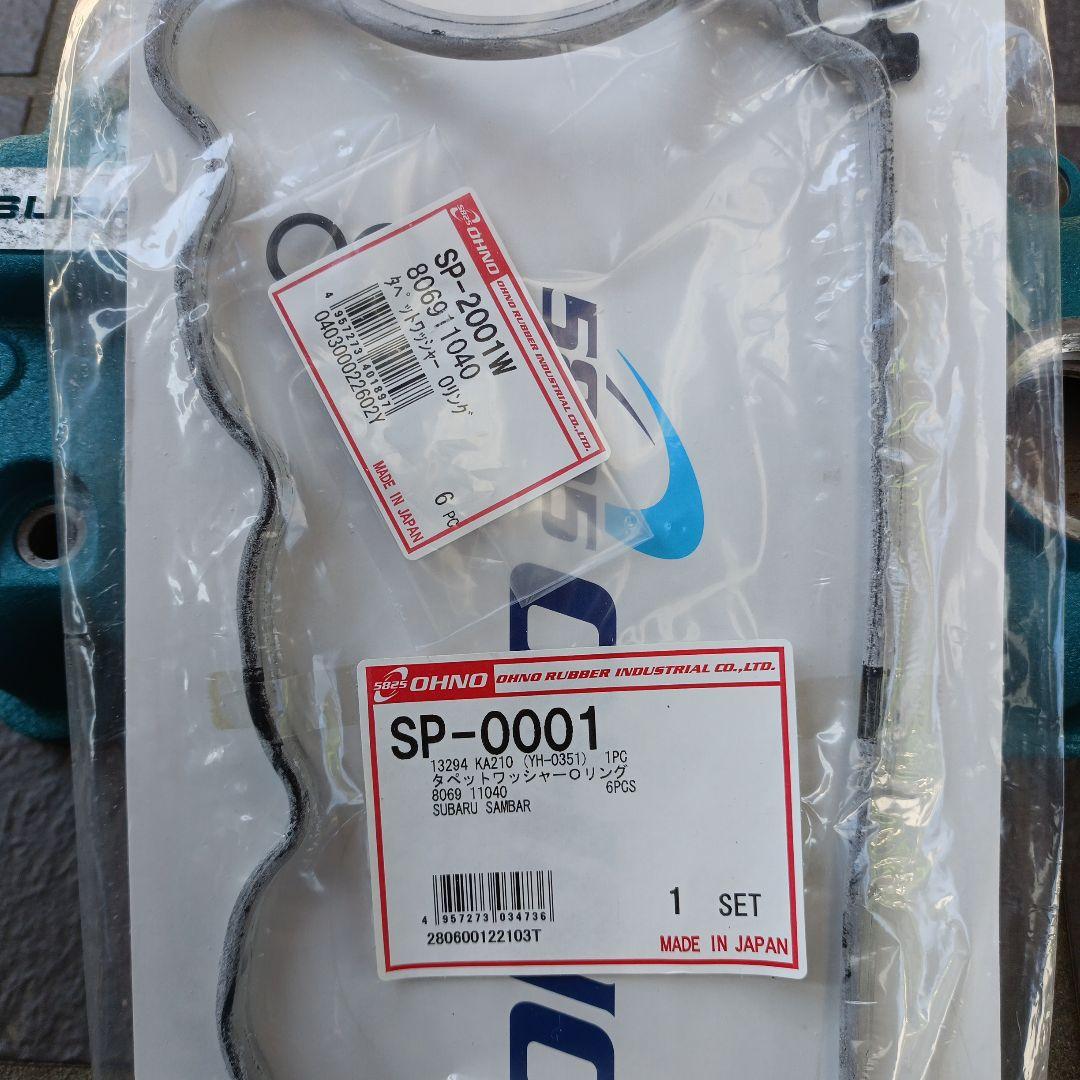 5825 OHNO OHNO RUBBER INDUSTRIAL CO.,LTD.
SP-2001W
806911040
タペットワッシャー Oリング
4 957273 401897
040300022602Y
6 PC
MADE IN JAPAN
5825
5825 OHNO OHNO RUBBER INDUSTRIAL CO.,LTD.
SP-0001
13294 KA210 (YH-0351) 1PC
タペットワッシャーOリング
8069 11040 6PCS
SUBARU SAMBAR
4 957273 034736
280600122103T
1 SET
MADE IN JAPAN